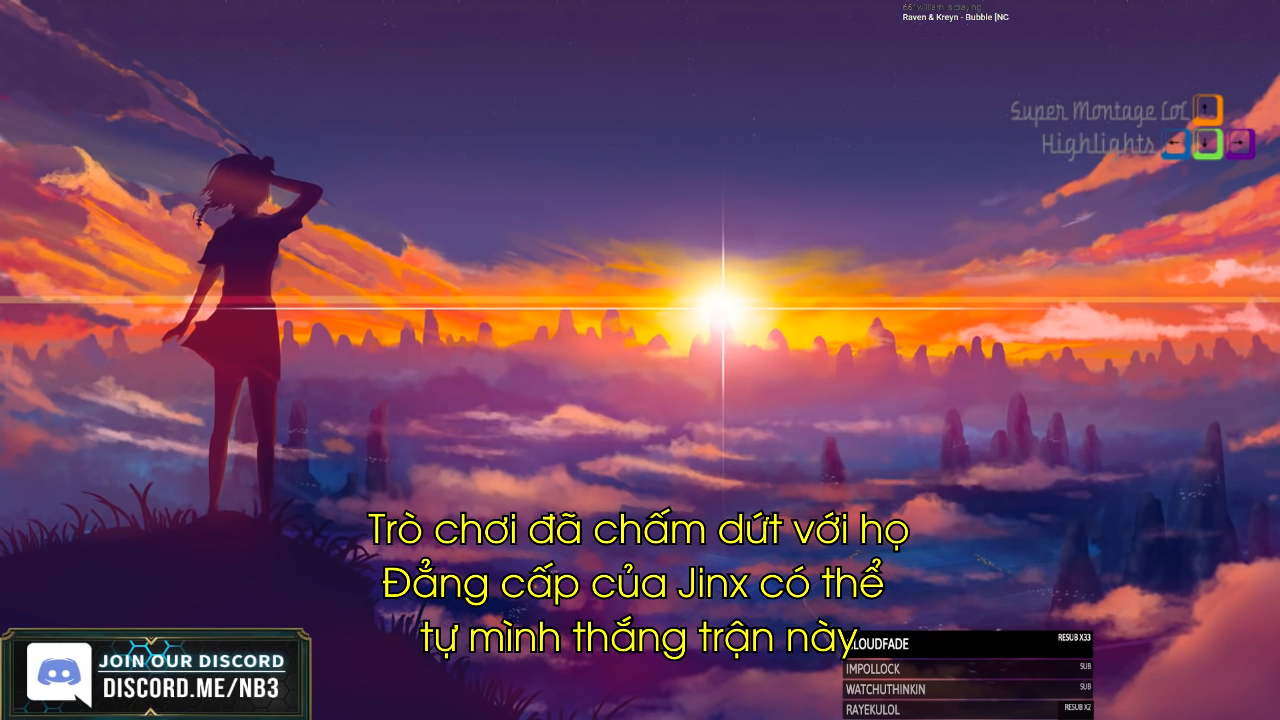 Raven & Kreyn - Bubble [NC
Super Montage LoL
Highlights
Trò chơi đã chấm dứt với họ
Đẳng cấp của Jinx có thể
tự mình thắng trận này
JOIN OUR DISCORD
DISCORD.ME/NB3
LOUDFADE RESUB X33
IMPOLLOCK SUB
WATCHUTHINKIN SUB
RAYEKULOL RESUB X2